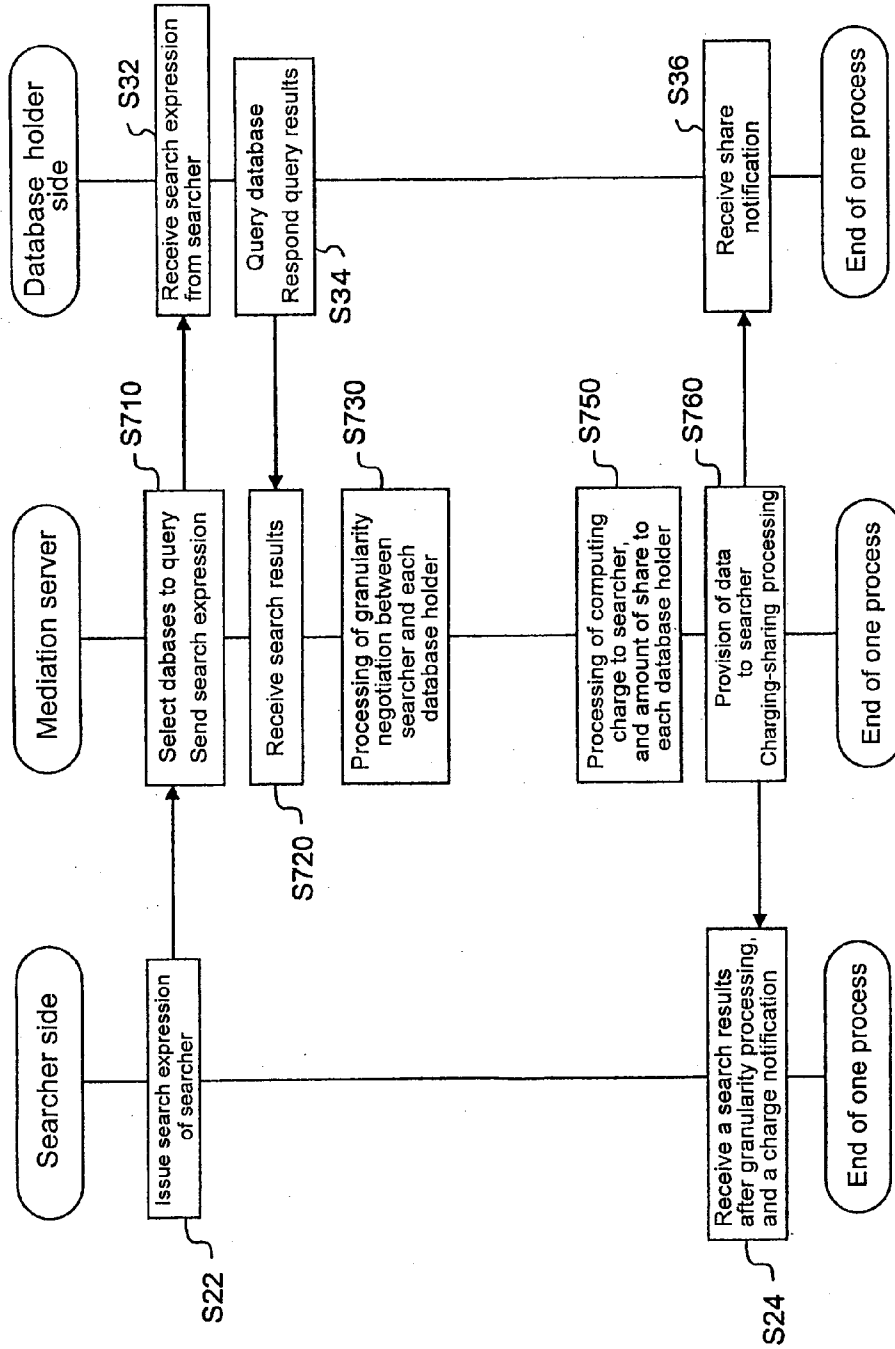 Searcher side
Issue search expression
of searcher
S22
Receive a search results
after granularity processing,
and a charge notification
S24
End of one process
Mediation server
S710
Select dabases to query
Send search expression
Receive search results
S720
S730
Processing of granularity
negotiation between
searcher and each
database holder
S750
Processing of computing
charge to searcher,
and amount of share to
each database holder
S760
Provision of data
to searcher
Charging-sharing processing
End of one process
Database holder
side
S32
Receive search expression
from searcher
Query database
Respond query results
S34
S36
Receive share
notification
End of one process